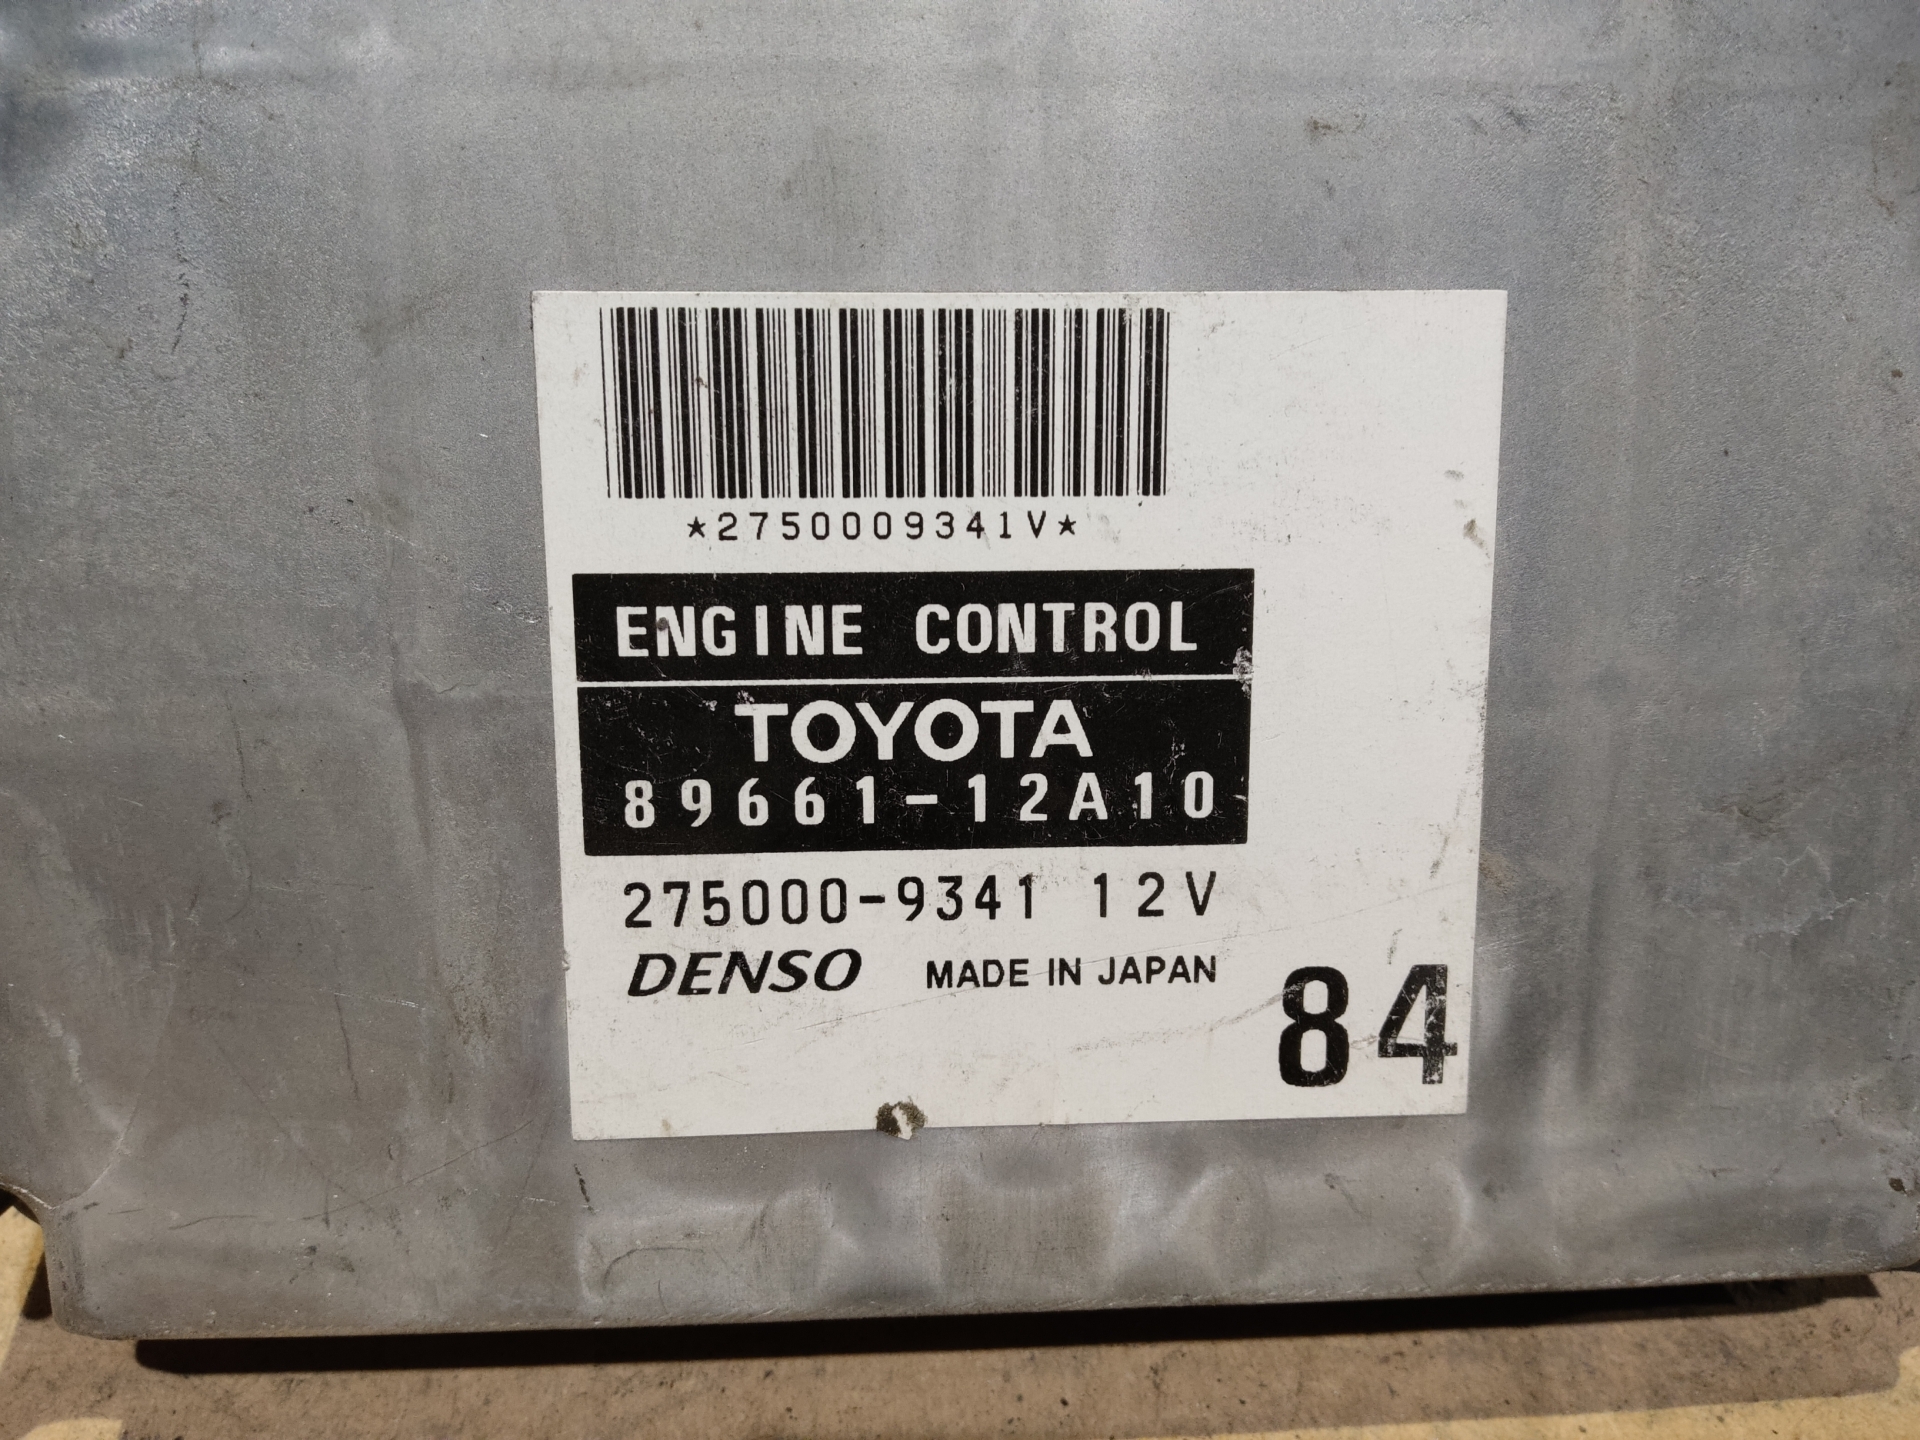 ★2750009341V★
ENGINE CONTROL
TOYOTA
89661-12A10
275000-9341 12V
DENSO MADE IN JAPAN
84